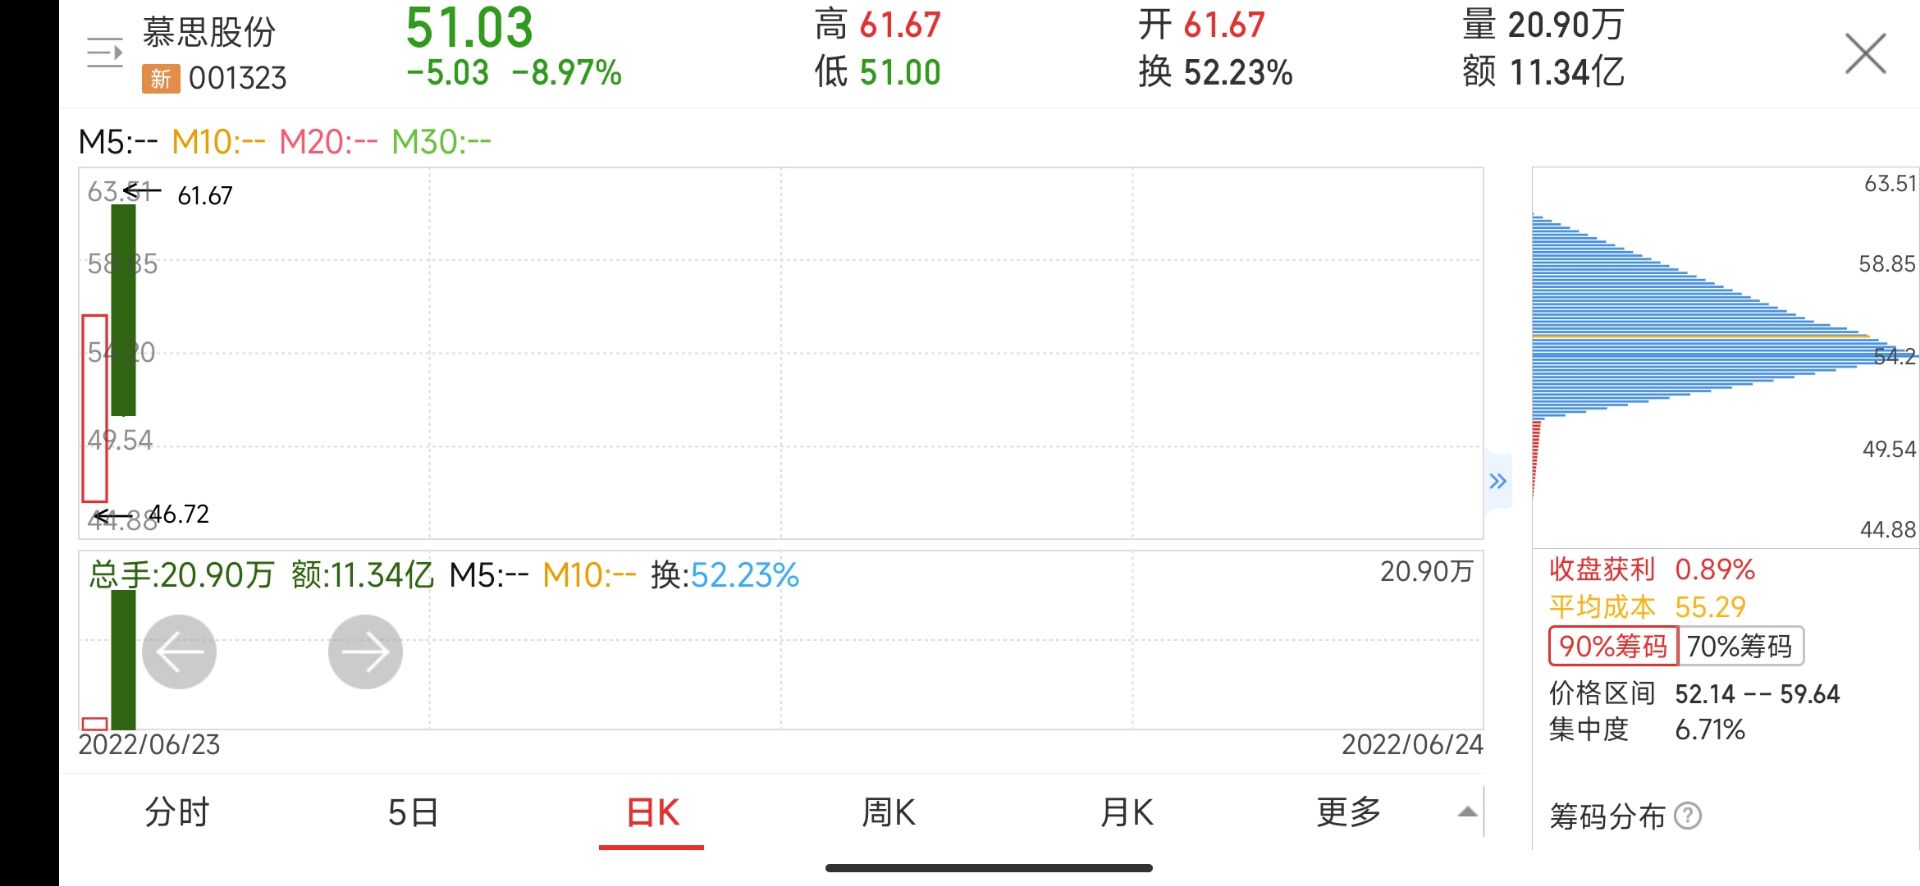 慕思股份 51.03 高 61.67 开 61.67 量 20.90万
新 001323 -5.03 -8.97% 低 51.00 换 52.23% 额 11.34亿
M5:-- M10:-- M20:-- M30:--
63.51 61.67
58.85
54.20
49.54
44.88 46.72
63.51
58.85
54.2
49.54
44.88
总手:20.90万 额:11.34亿 M5:-- M10:-- 换:52.23% 20.90万
2022/06/23 2022/06/24
收盘获利 0.89%
平均成本 55.29
90%筹码 70%筹码
价格区间 52.14 -- 59.64
集中度 6.71%
筹码分布 ?
分时 5日 日K 周K 月K 更多